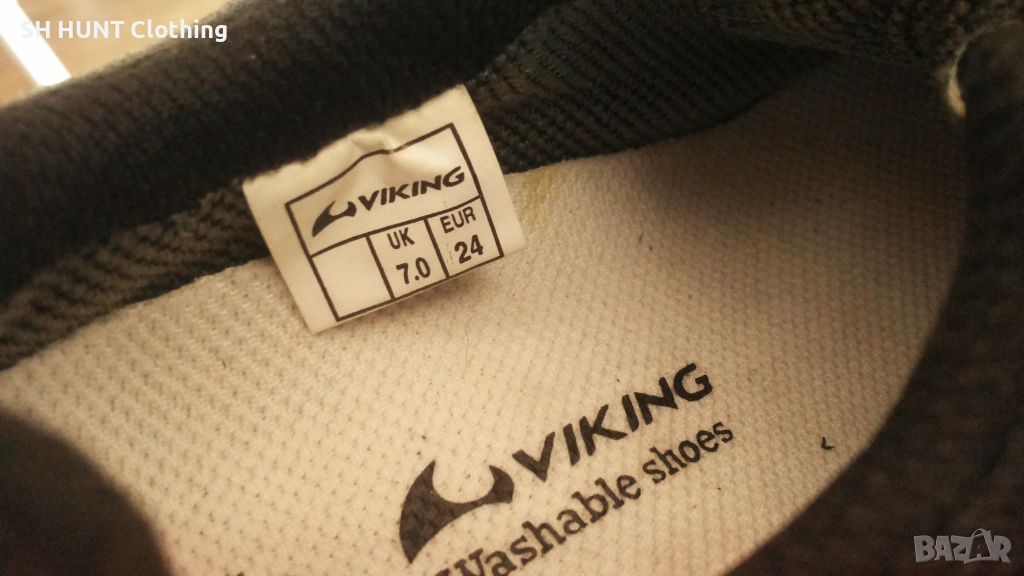 SH HUNT Clothing
VIKING
UK
7.0
EUR
24
VIKING
Washable shoes
BAZAR